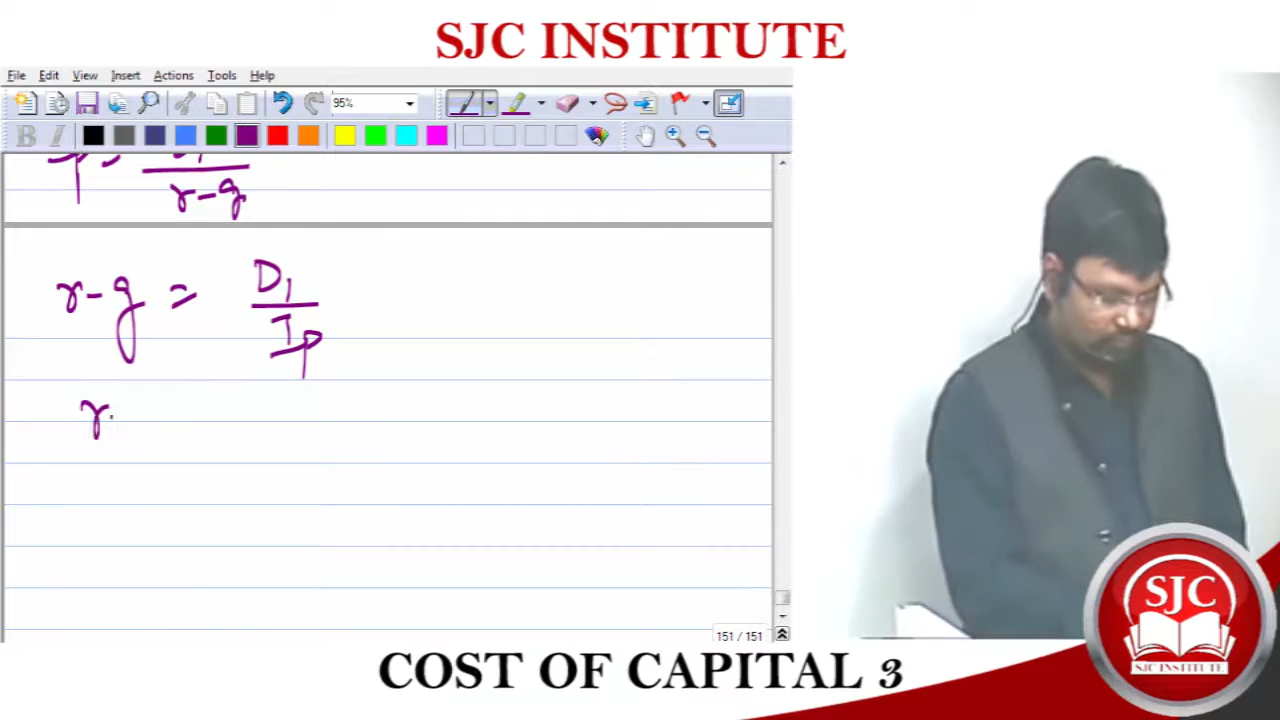 SJC INSTITUTE
File Edit View Insert Actions Tools Help
95%
B I
r-g
r-g = D1
IP
r
151 / 151
SJC
SJC INSTITUTE
COST OF CAPITAL 3